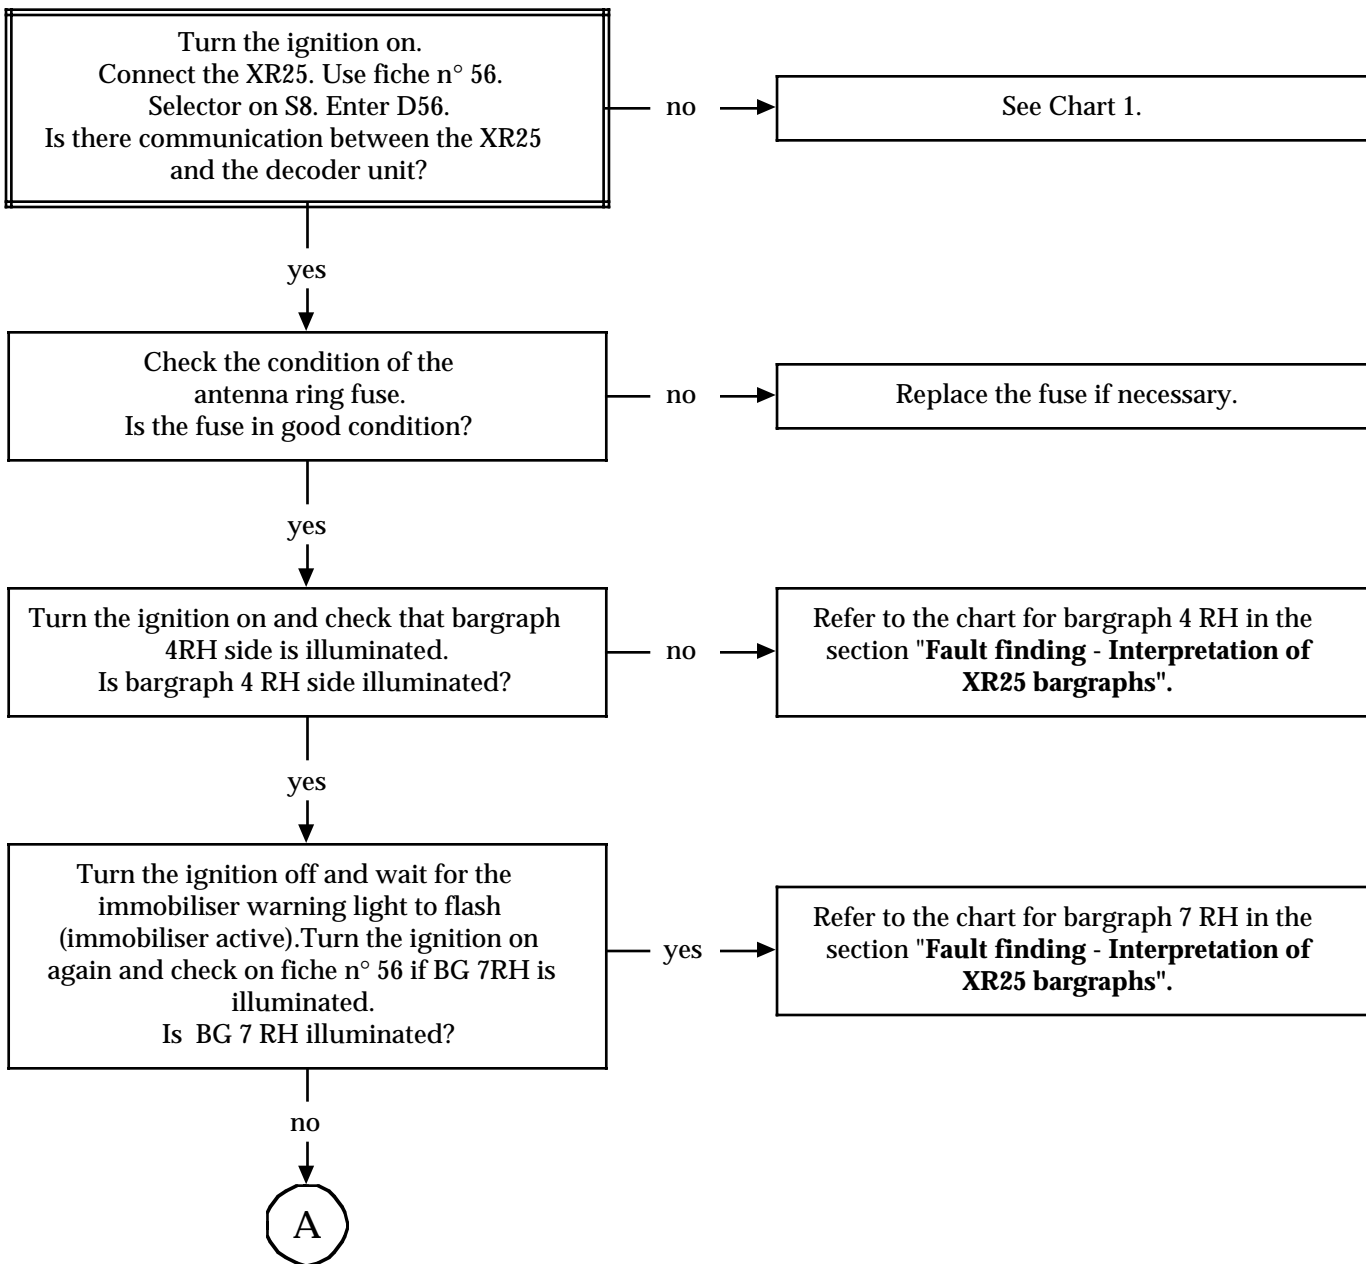 Turn the ignition on.
Connect the XR25. Use fiche n° 56.
Selector on S8. Enter D56.
Is there communication between the XR25
and the decoder unit?
no
See Chart 1.
yes
Check the condition of the
antenna ring fuse.
Is the fuse in good condition?
no
Replace the fuse if necessary.
yes
Turn the ignition on and check that bargraph
4RH side is illuminated.
Is bargraph 4 RH side illuminated?
no
Refer to the chart for bargraph 4 RH in the
section "Fault finding - Interpretation of
XR25 bargraphs".
yes
Turn the ignition off and wait for the
immobiliser warning light to flash
(immobiliser active).Turn the ignition on
again and check on fiche n° 56 if BG 7RH is
illuminated.
Is BG 7 RH illuminated?
yes
Refer to the chart for bargraph 7 RH in the
section "Fault finding - Interpretation of
XR25 bargraphs".
no
A